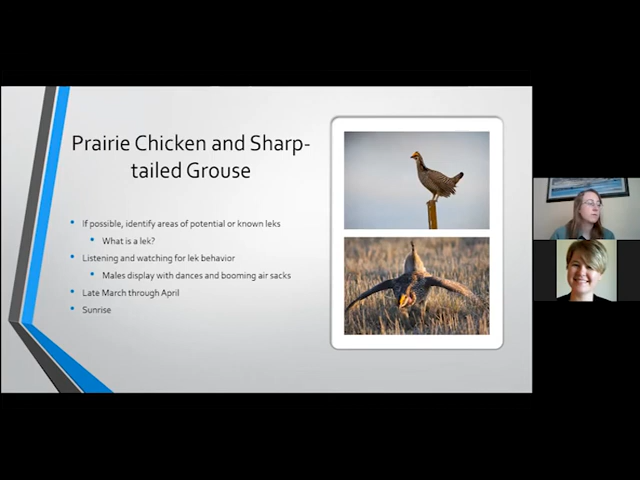 Prairie Chicken and Sharp-
tailed Grouse
If possible, identify areas of potential or known leks
What is a lek?
Listening and watching for lek behavior
Males display with dances and booming air sacks
Late March through April
Sunrise